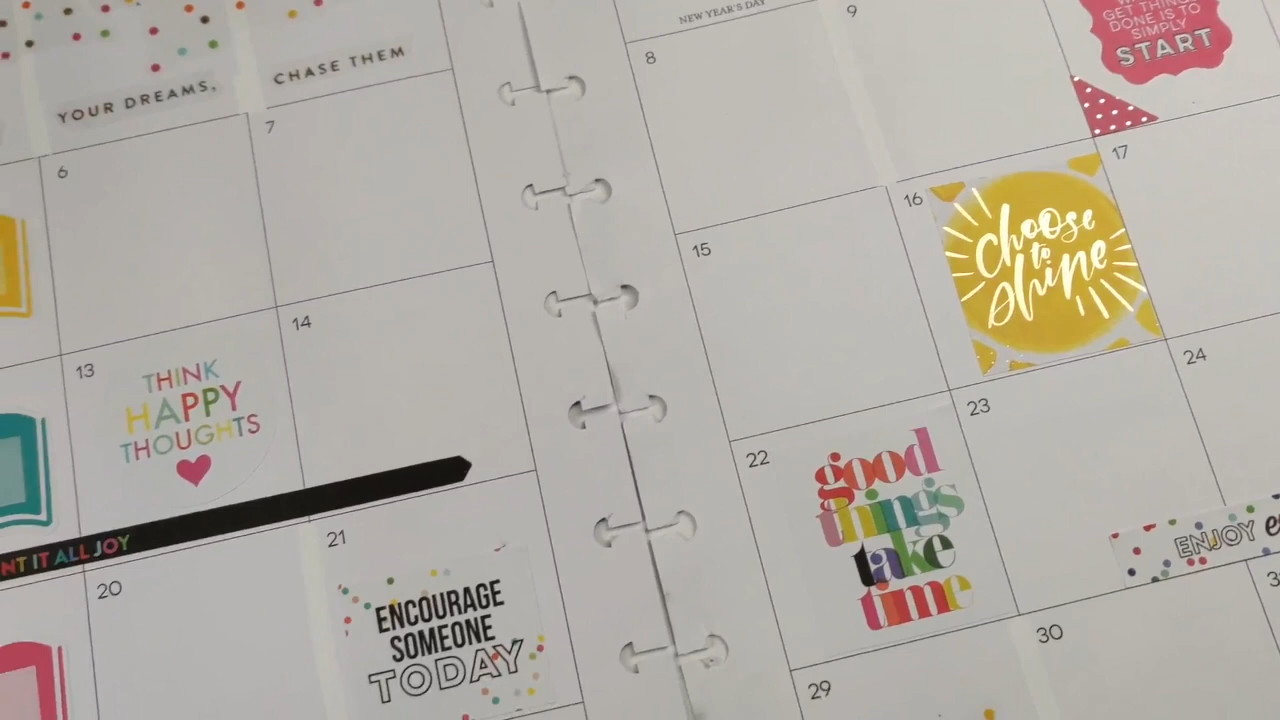 YOUR DREAMS,
CHASE THEM
6
7
13
THINK
HAPPY
THOUGHTS
14
NT IT ALL JOY
20
21
ENCOURAGE
SOMEONE
TODAY
NEW YEAR'S DAY
8
9
GET THINGS
DONE IS TO
SIMPLY
START
15
16
choose
to
shine
17
22
good
things
take
time
23
24
ENJOY
29
30